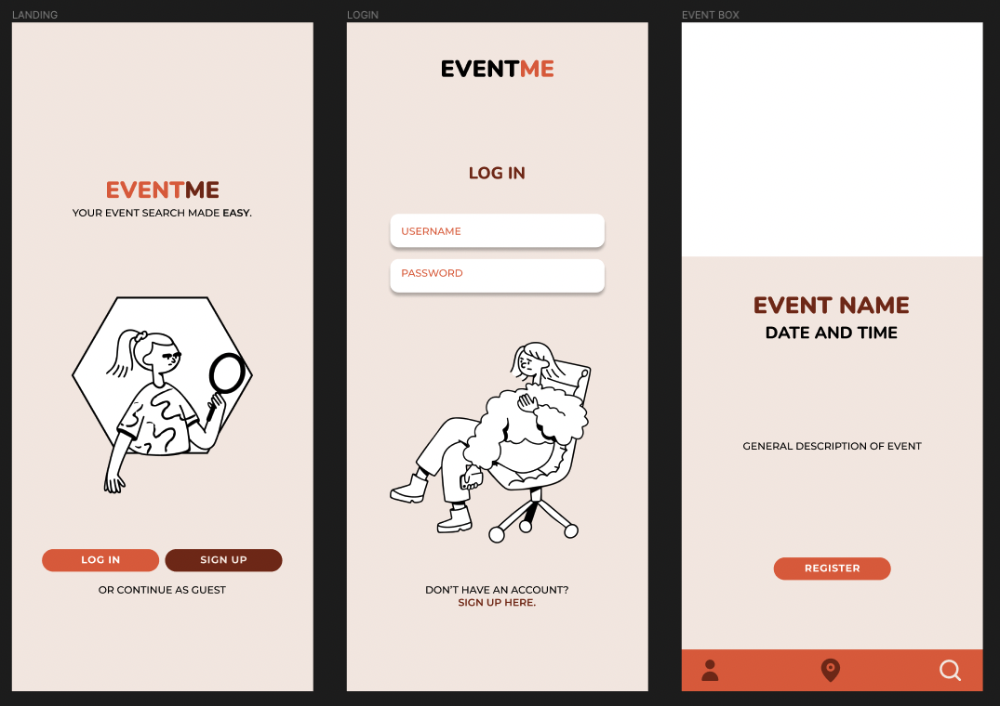 LANDING
EVENTME
YOUR EVENT SEARCH MADE EASY.
LOG IN
SIGN UP
OR CONTINUE AS GUEST
LOGIN
EVENTME
LOG IN
USERNAME
PASSWORD
DON'T HAVE AN ACCOUNT?
SIGN UP HERE.
EVENT BOX
EVENT NAME
DATE AND TIME
GENERAL DESCRIPTION OF EVENT
REGISTER